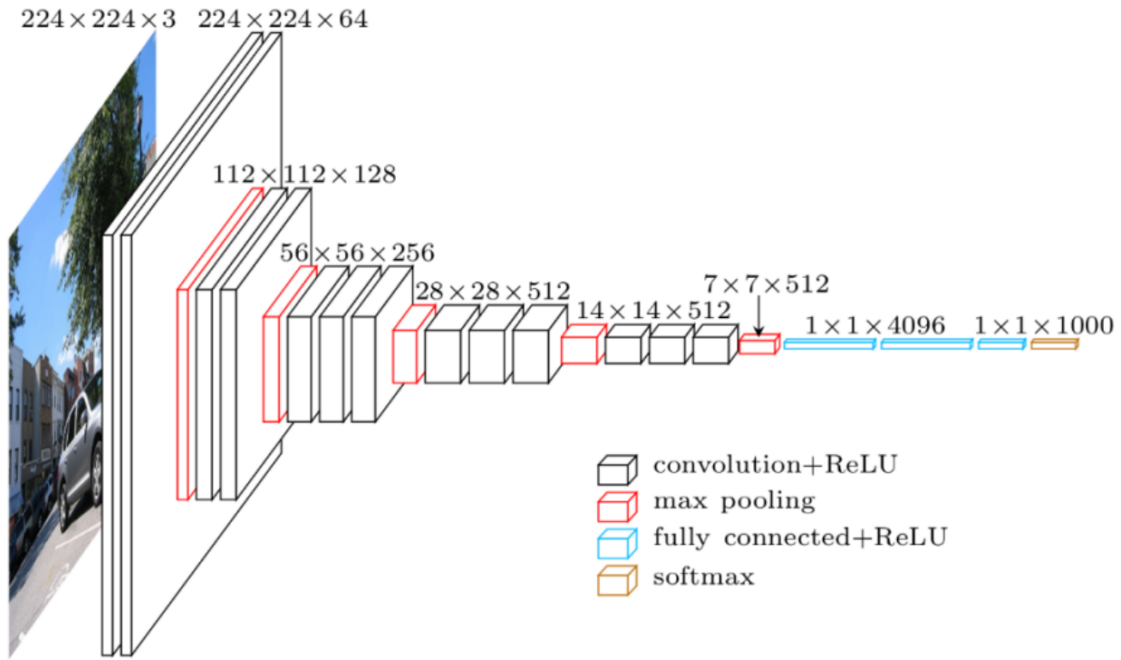 224×224×3
224×224×64
112×112×128
56×56×256
28×28×512
14×14×512
7×7×512
1×1×4096
1×1×1000
convolution+ReLU
max pooling
fully connected+ReLU
softmax